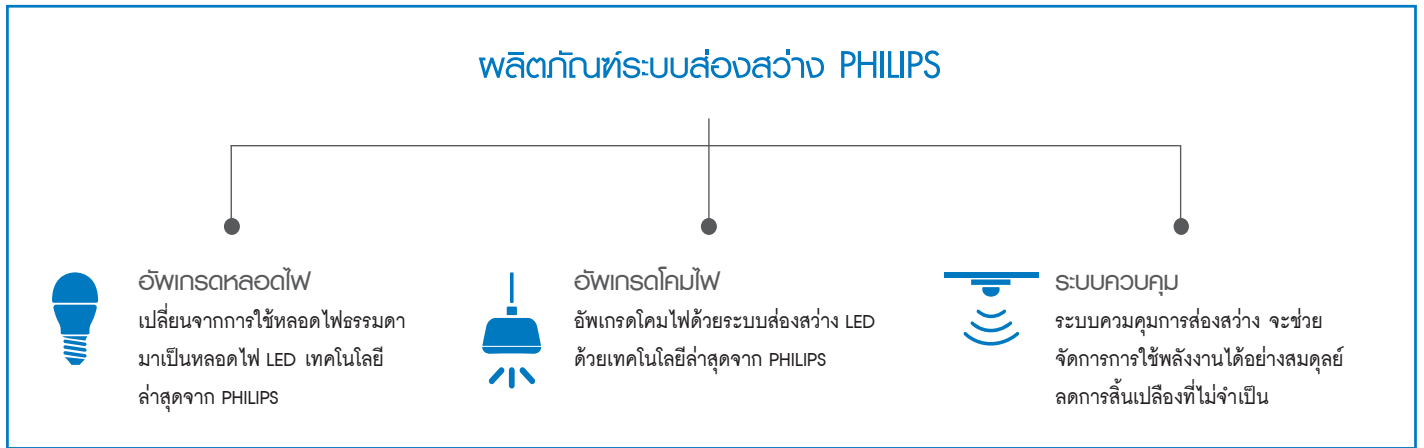 ผลิตภัณฑ์ระบบส่องสว่าง PHILIPS
อัพเกรดหลอดไฟ
เปลี่ยนจากการใช้หลอดไฟธรรมดา
มาเป็นหลอดไฟ LED เทคโนโลยี
ล่าสุดจาก PHILIPS
อัพเกรดโคมไฟ
อัพเกรดโคมไฟด้วยระบบส่องสว่าง LED
ด้วยเทคโนโลยีล่าสุดจาก PHILIPS
ระบบควบคุม
ระบบควมคุมการส่องสว่าง จะช่วย
จัดการการใช้พลังงานได้อย่างสมดุลย์
ลดการสิ้นเปลืองที่ไม่จำเป็น